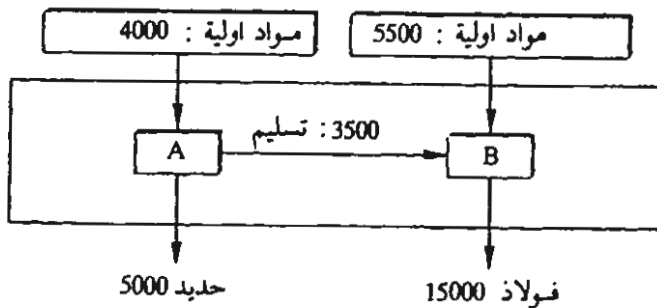 مواد اولية : 4000
مواد اولية : 5500
3500 : تسليم
A
B
حديد 5000
فولاذ 15000